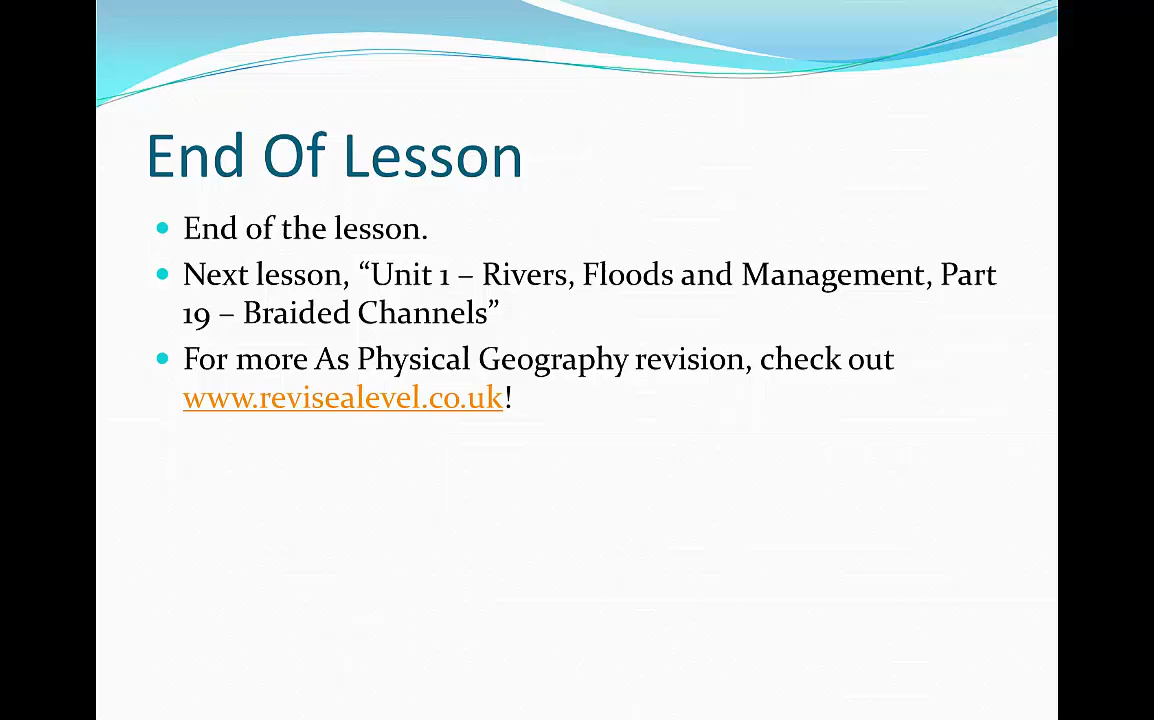 End Of Lesson
End of the lesson.
Next lesson, “Unit 1 – Rivers, Floods and Management, Part
19 – Braided Channels”
For more As Physical Geography revision, check out
www.revisealevel.co.uk!